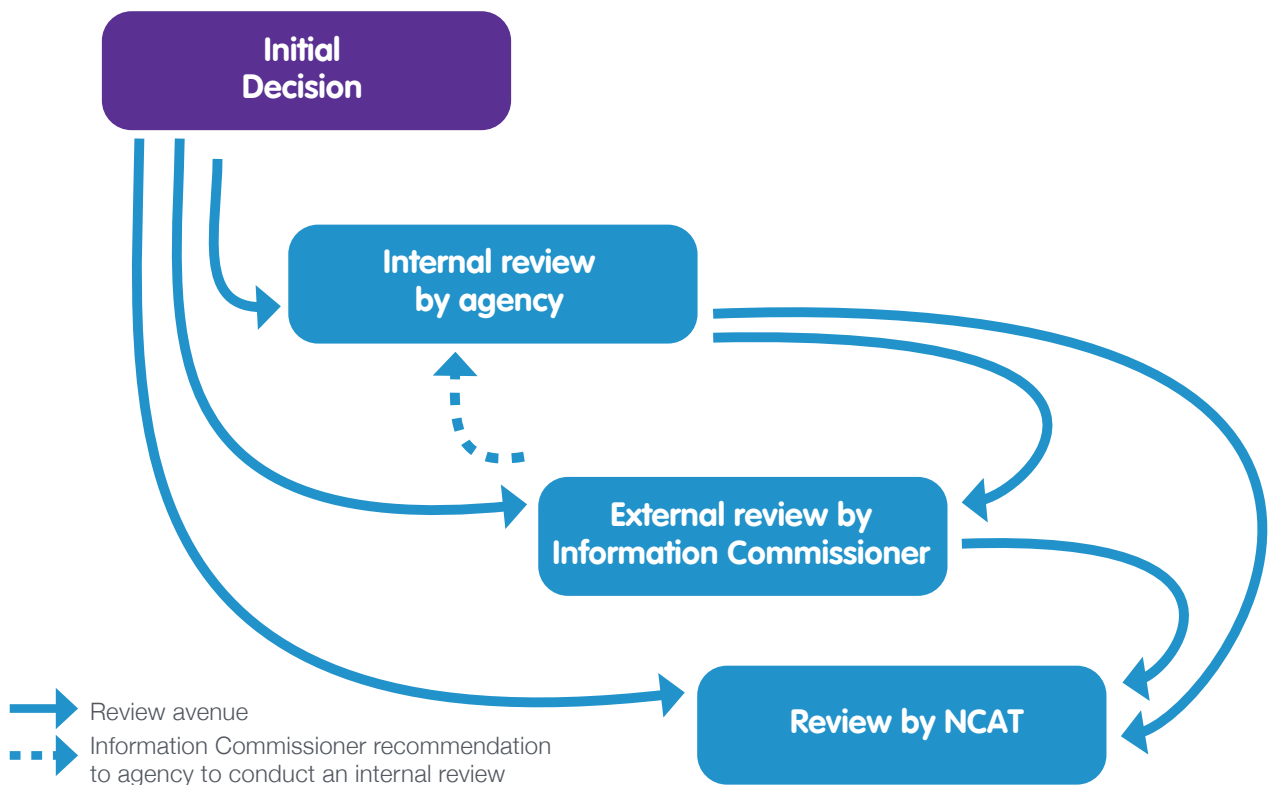 Initial
Decision
Internal review
by agency
External review by
Information Commissioner
Review by NCAT
Review avenue
Information Commissioner recommendation
to agency to conduct an internal review